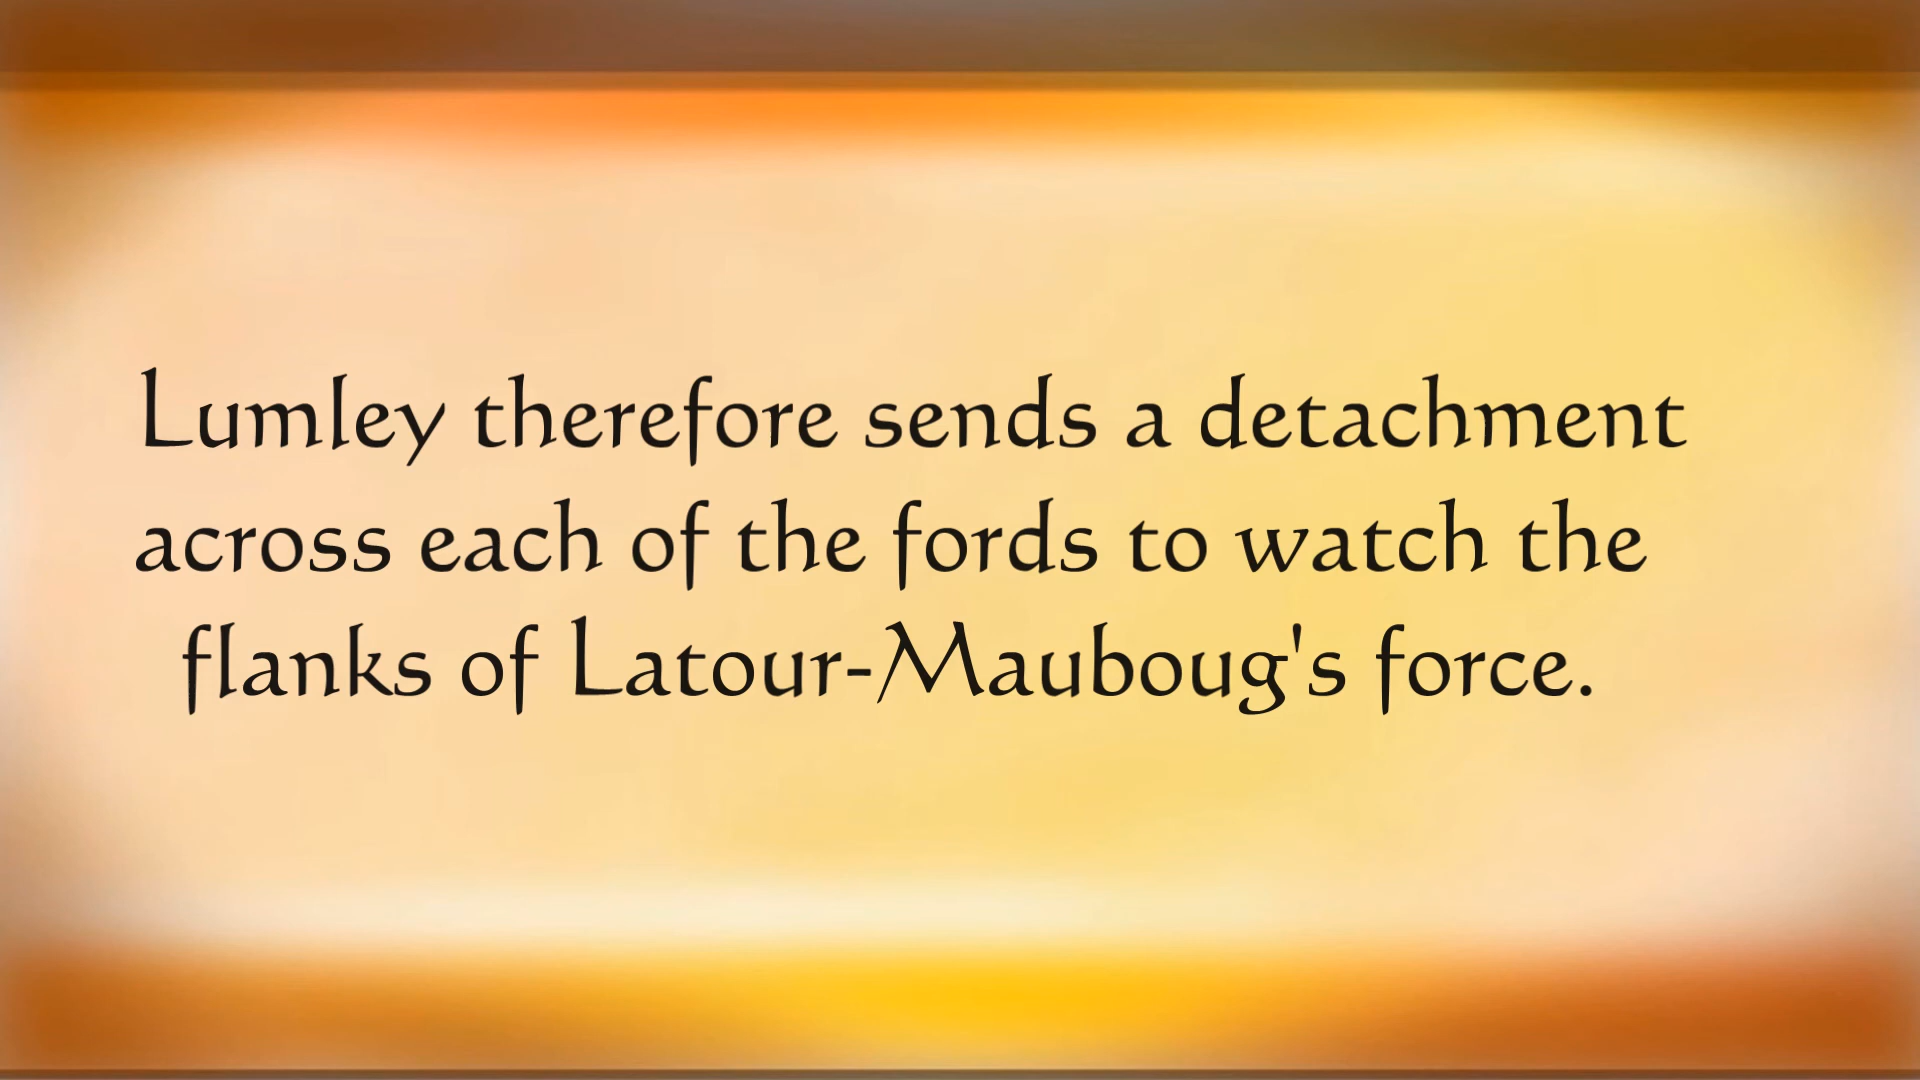 Lumley therefore sends a detachment
across each of the fords to watch the
flanks of Latour-Mauboug's force.